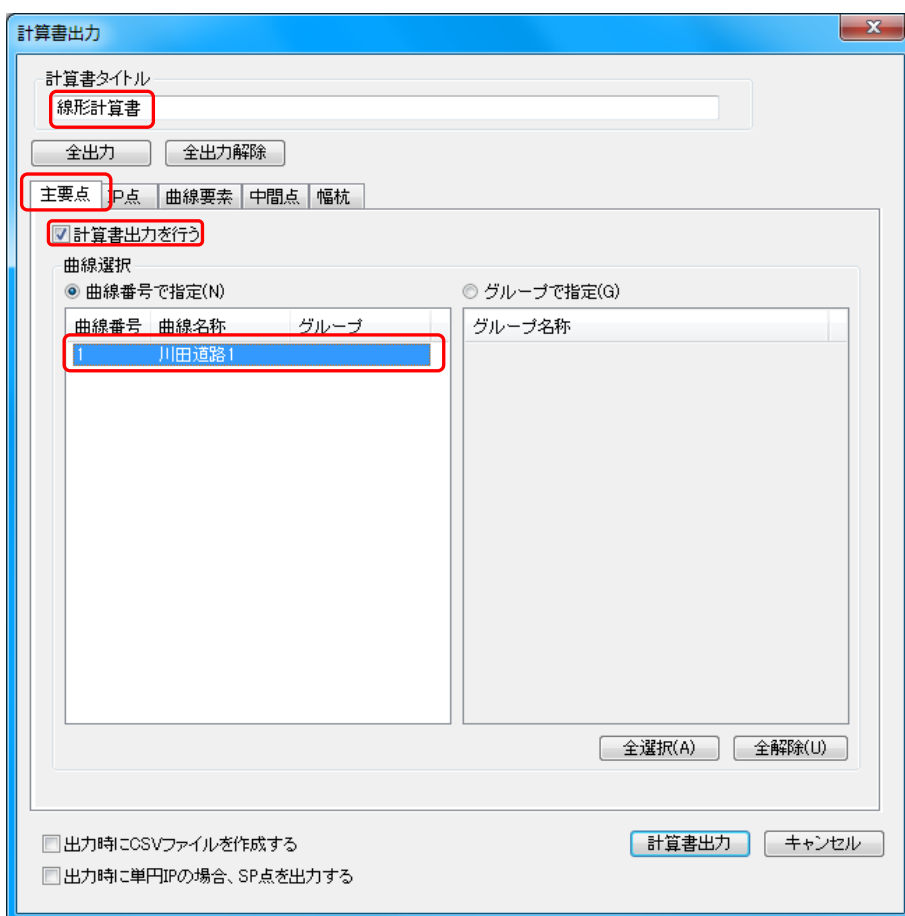 計算書出力
計算書タイトル
線形計算書
全出力 全出力解除
主要点 IP点 曲線要素 中間点 幅杭
計算書出力を行う
曲線選択
曲線番号で指定(N) グループで指定(G)
曲線番号 曲線名称 グループ グループ名称
1 川田道路1
全選択(A) 全解除(U)
出力時にCSVファイルを作成する 計算書出力 キャンセル
出力時に単円IPの場合、SP点を出力する